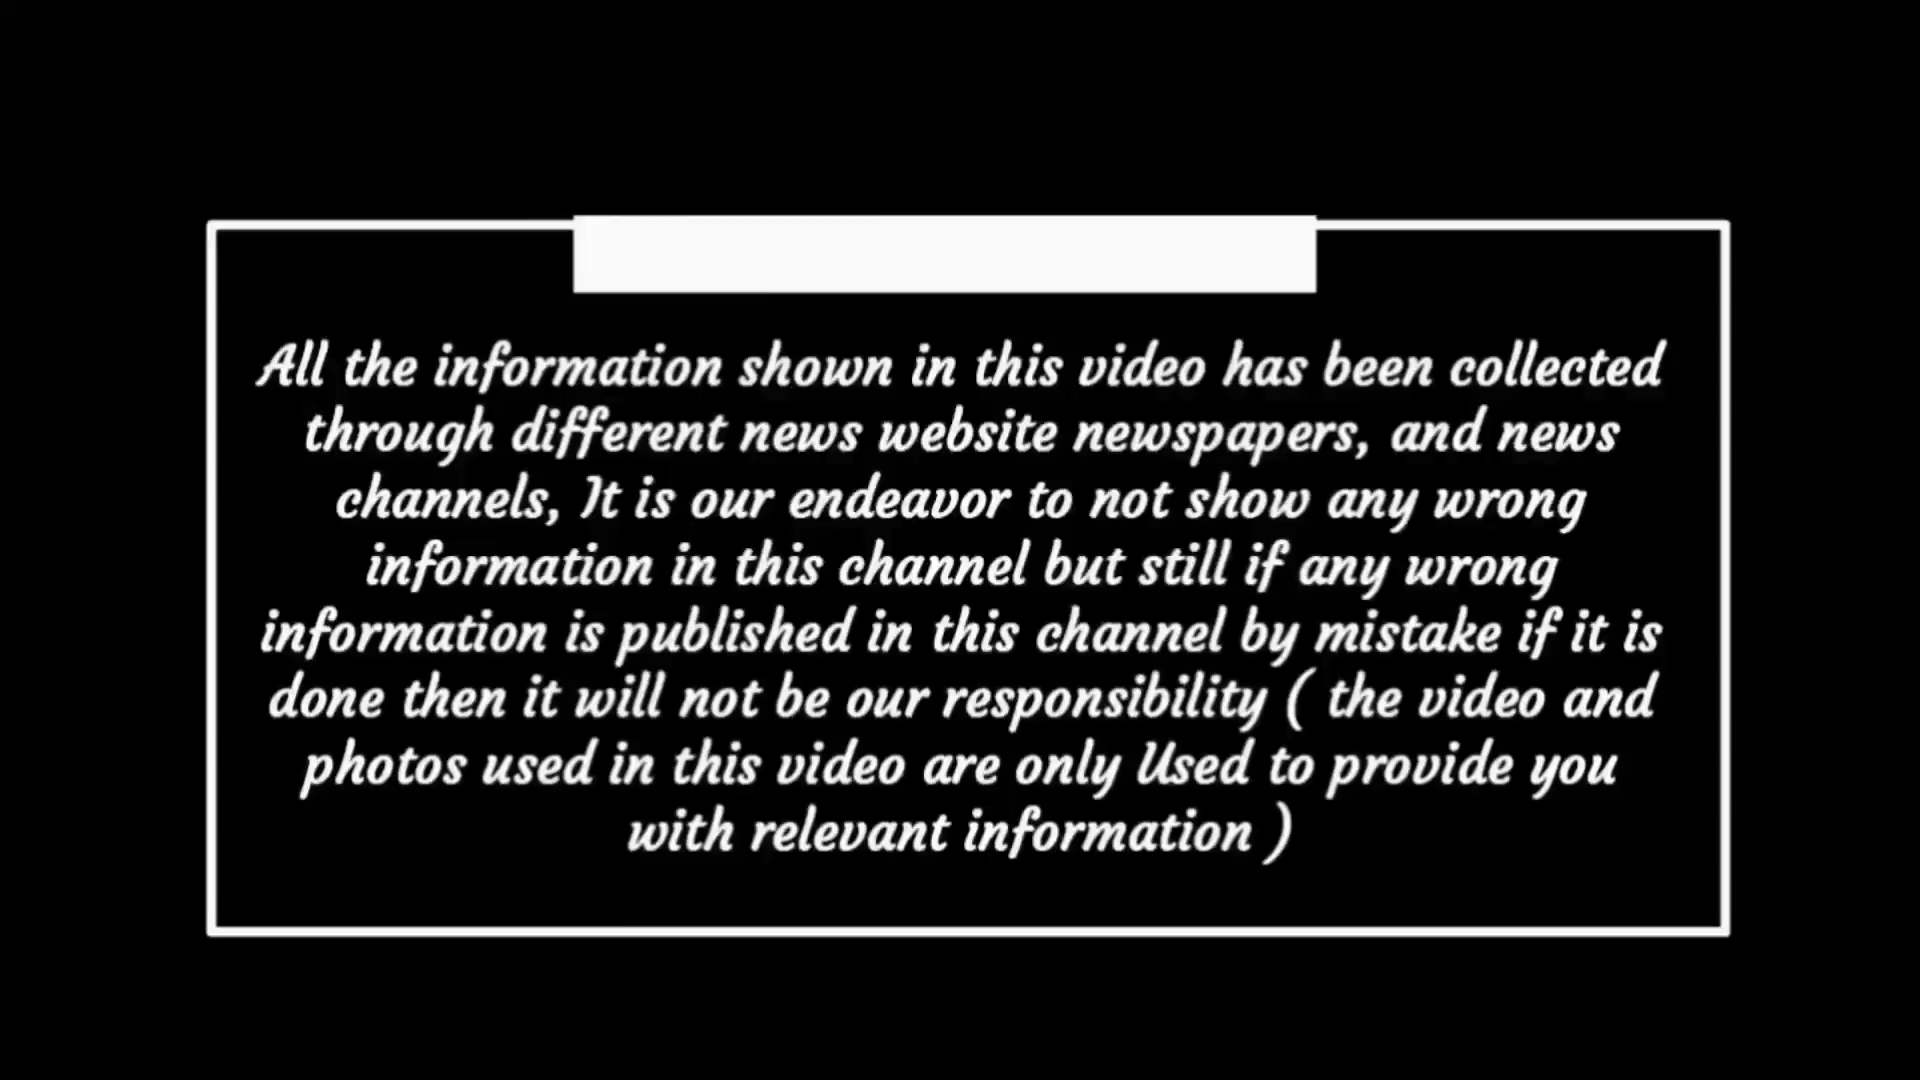 All the information shown in this video has been collected
through different news website newspapers, and news
channels, It is our endeavor to not show any wrong
information in this channel but still if any wrong
information is published in this channel by mistake if it is
done then it will not be our responsibility ( the video and
photos used in this video are only Used to provide you
with relevant information )